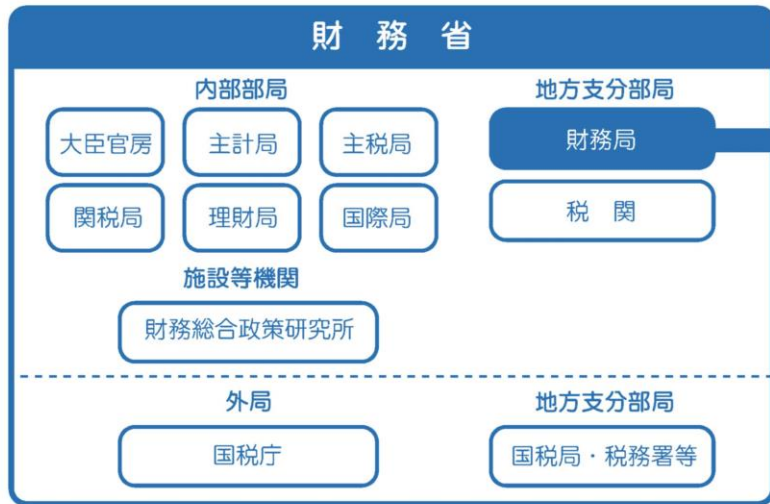 財 務 省
内部部局
地方支分部局
大臣官房
主計局
主税局
財務局
関税局
理財局
国際局
税 関
施設等機関
財務総合政策研究所
外局
地方支分部局
国税庁
国税局・税務署等